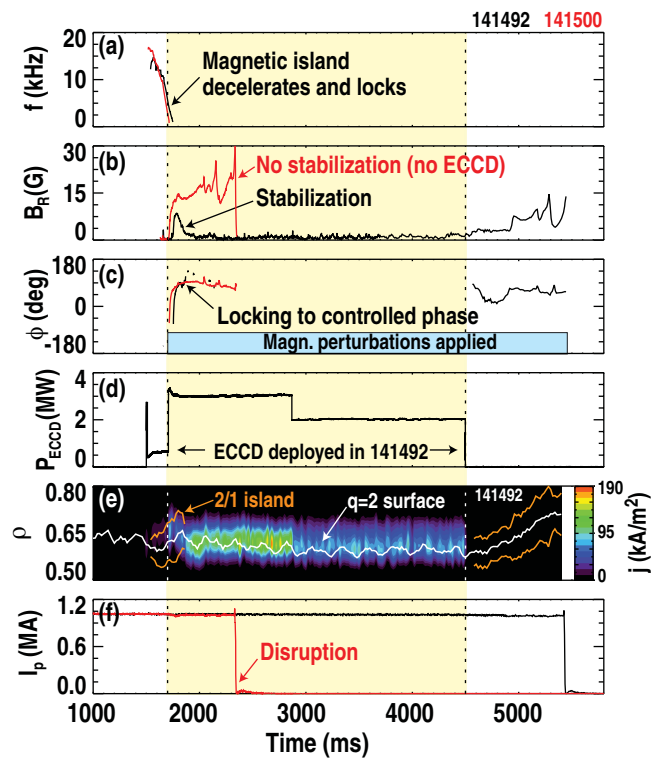 141492 141500
20
(a)
Magnetic island
decelerates and locks
10
0
f (kHz)
30
(b)
No stabilization (no ECCD)
15
Stabilization
0
B_R(G)
180
(c)
0
Locking to controlled phase
-180
Magn. perturbations applied
ϕ (deg)
4
(d)
2
ECCD deployed in 141492
0
P_ECCD(MW)
0.80
(e)
2/1 island
q=2 surface
141492
190
0.65
95
0.50
0
ρ
j (kA/m²)
1.2
(f)
0.6
Disruption
0.0
I_p (MA)
1000 2000 3000 4000 5000
Time (ms)